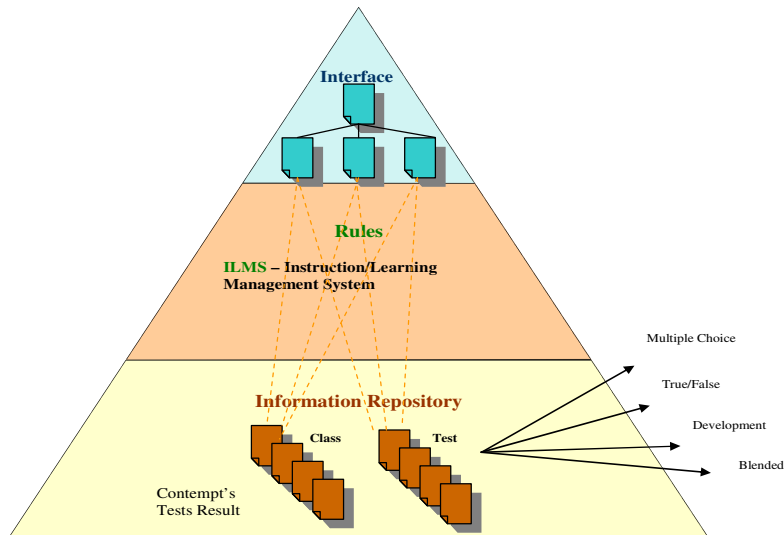 Interface
Rules
ILMS – Instruction/Learning
Management System
Multiple Choice
True/False
Information Repository
Development
Class
Test
Blended
Contempt's
Tests Result